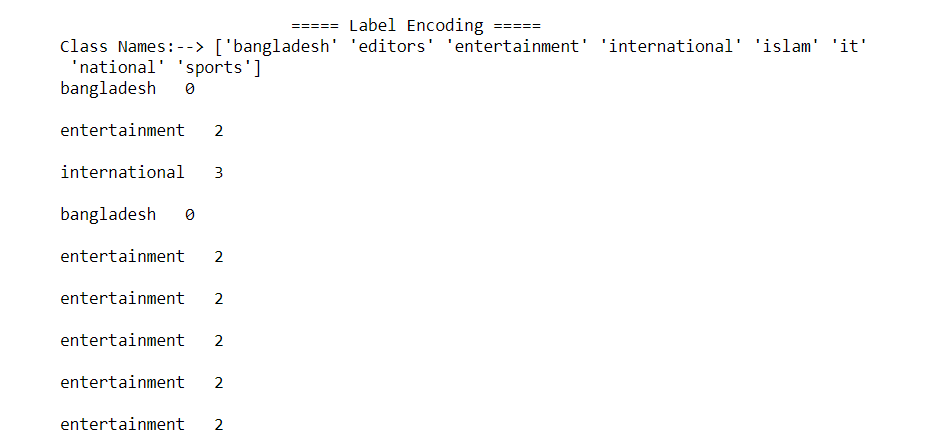 ===== Label Encoding =====
Class Names:--> ['bangladesh' 'editors' 'entertainment' 'international' 'islam' 'it'
'national' 'sports']
bangladesh 0
entertainment 2
international 3
bangladesh 0
entertainment 2
entertainment 2
entertainment 2
entertainment 2
entertainment 2